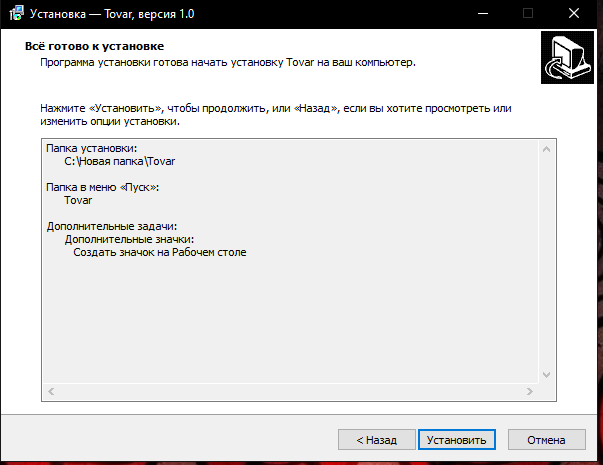 Установка — Tovar, версия 1.0
Всё готово к установке
Программа установки готова начать установку Tovar на ваш компьютер.
Нажмите «Установить», чтобы продолжить, или «Назад», если вы хотите просмотреть или
изменить опции установки.
Папка установки:
C:\Новая папка\Tovar
Папка в меню «Пуск»:
Tovar
Дополнительные задачи:
Дополнительные значки:
Создать значок на Рабочем столе
< Назад
Установить
Отмена